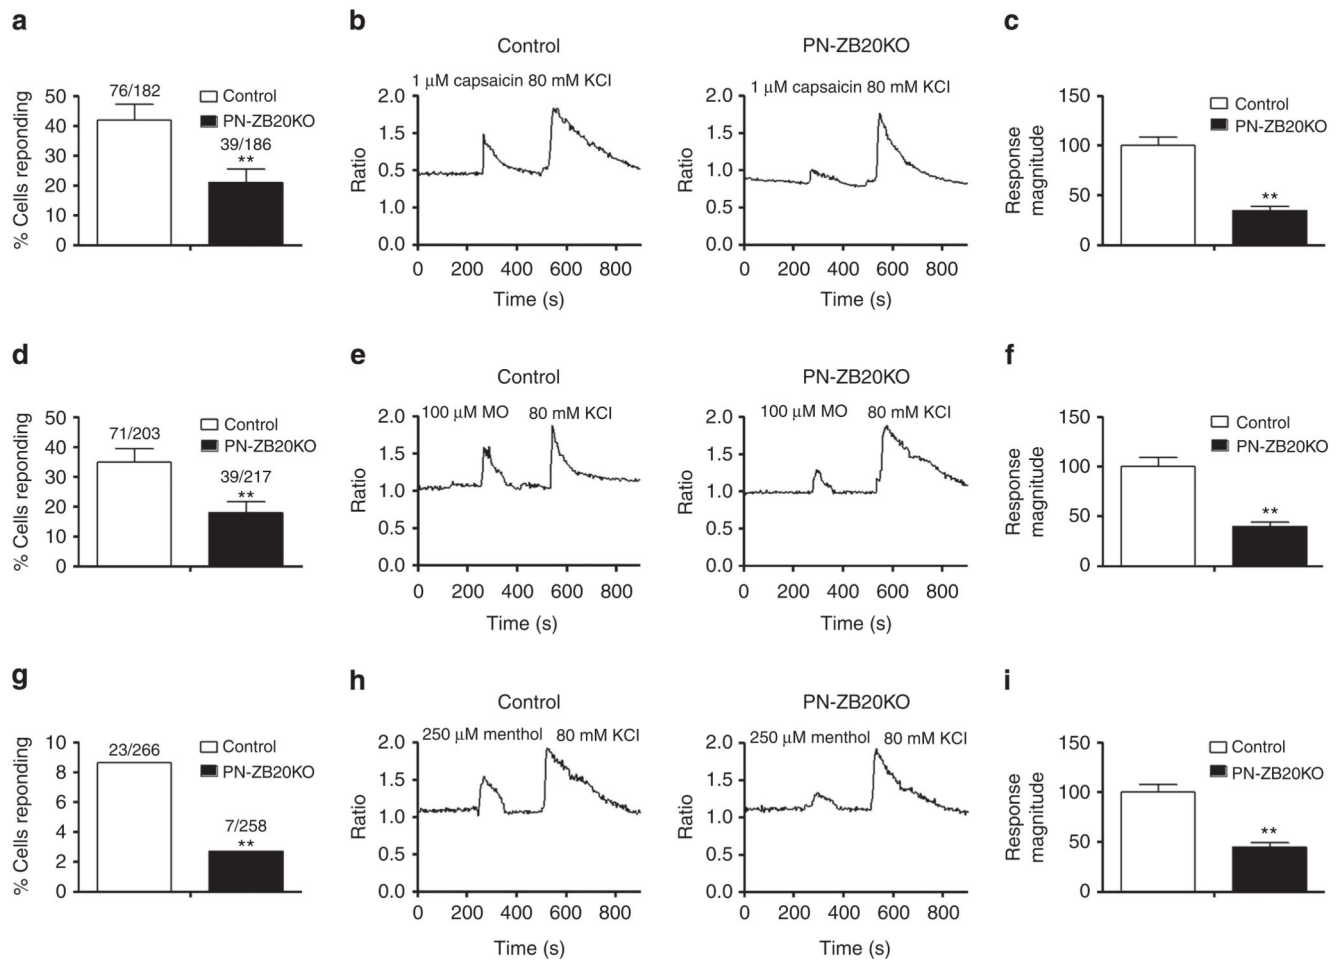 a
b
c
Control
PN-ZB20KO
76/182
Control
PN-ZB20KO
39/186
**
% Cells responding
50
40
30
20
10
0
1 µM capsaicin 80 mM KCl
2.0
1.5
0.5
1.0
0.0
Ratio
0 200 400 600 800
Time (s)
1 µM capsaicin 80 mM KCl
2.0
1.5
1.0
0.5
0.0
Ratio
0 200 400 600 800
Time (s)
150
100
50
0
Response
magnitude
Control
PN-ZB20KO
**
d
e
f
Control
PN-ZB20KO
71/203
Control
PN-ZB20KO
39/217
**
% Cells reponding
50
40
30
20
10
0
100 µM MO 80 mM KCl
2.0
1.5
1.0
0.5
0.0
Ratio
0 200 400 600 800
Time (s)
100 µM MO 80 mM KCl
2.0
1.5
1.0
0.5
0.0
Ratio
0 200 400 600 800
Time (s)
150
100
50
0
Response
magnitude
Control
PN-ZB20KO
**
g
h
i
Control
PN-ZB20KO
23/266
Control
PN-ZB20KO
7/258
**
% Cells reponding
10
8
6
4
2
0
250 µM menthol 80 mM KCl
2.0
1.5
1.0
0.5
0.0
Ratio
0 200 400 600 800
Time (s)
250 µM menthol 80 mM KCl
2.0
1.5
1.0
0.5
0.0
Ratio
0 200 400 600 800
Time (s)
150
100
50
0
Response
magnitude
Control
PN-ZB20KO
**